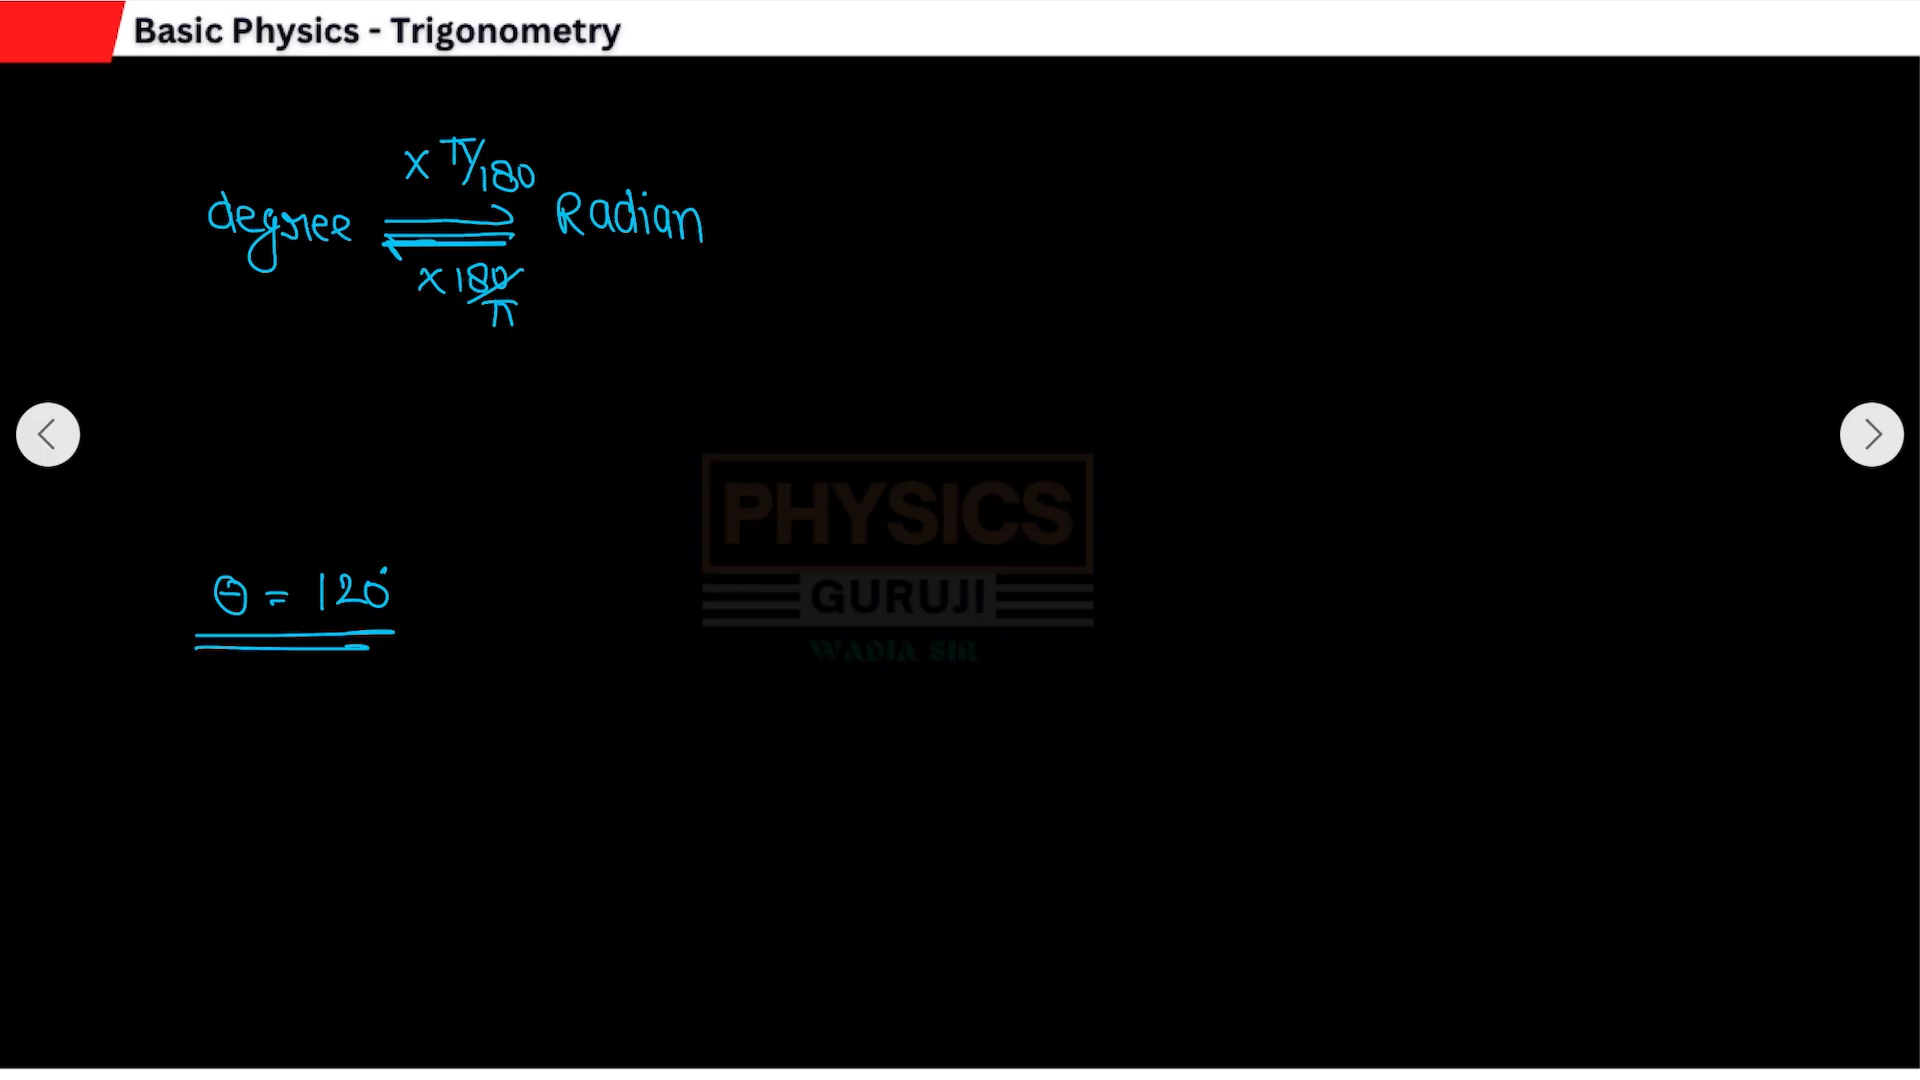 Basic Physics - Trigonometry
× π/180
degree ⇌ Radian
× 180/π
θ = 120°
PHYSICS
GURUJI
WADIA SIR